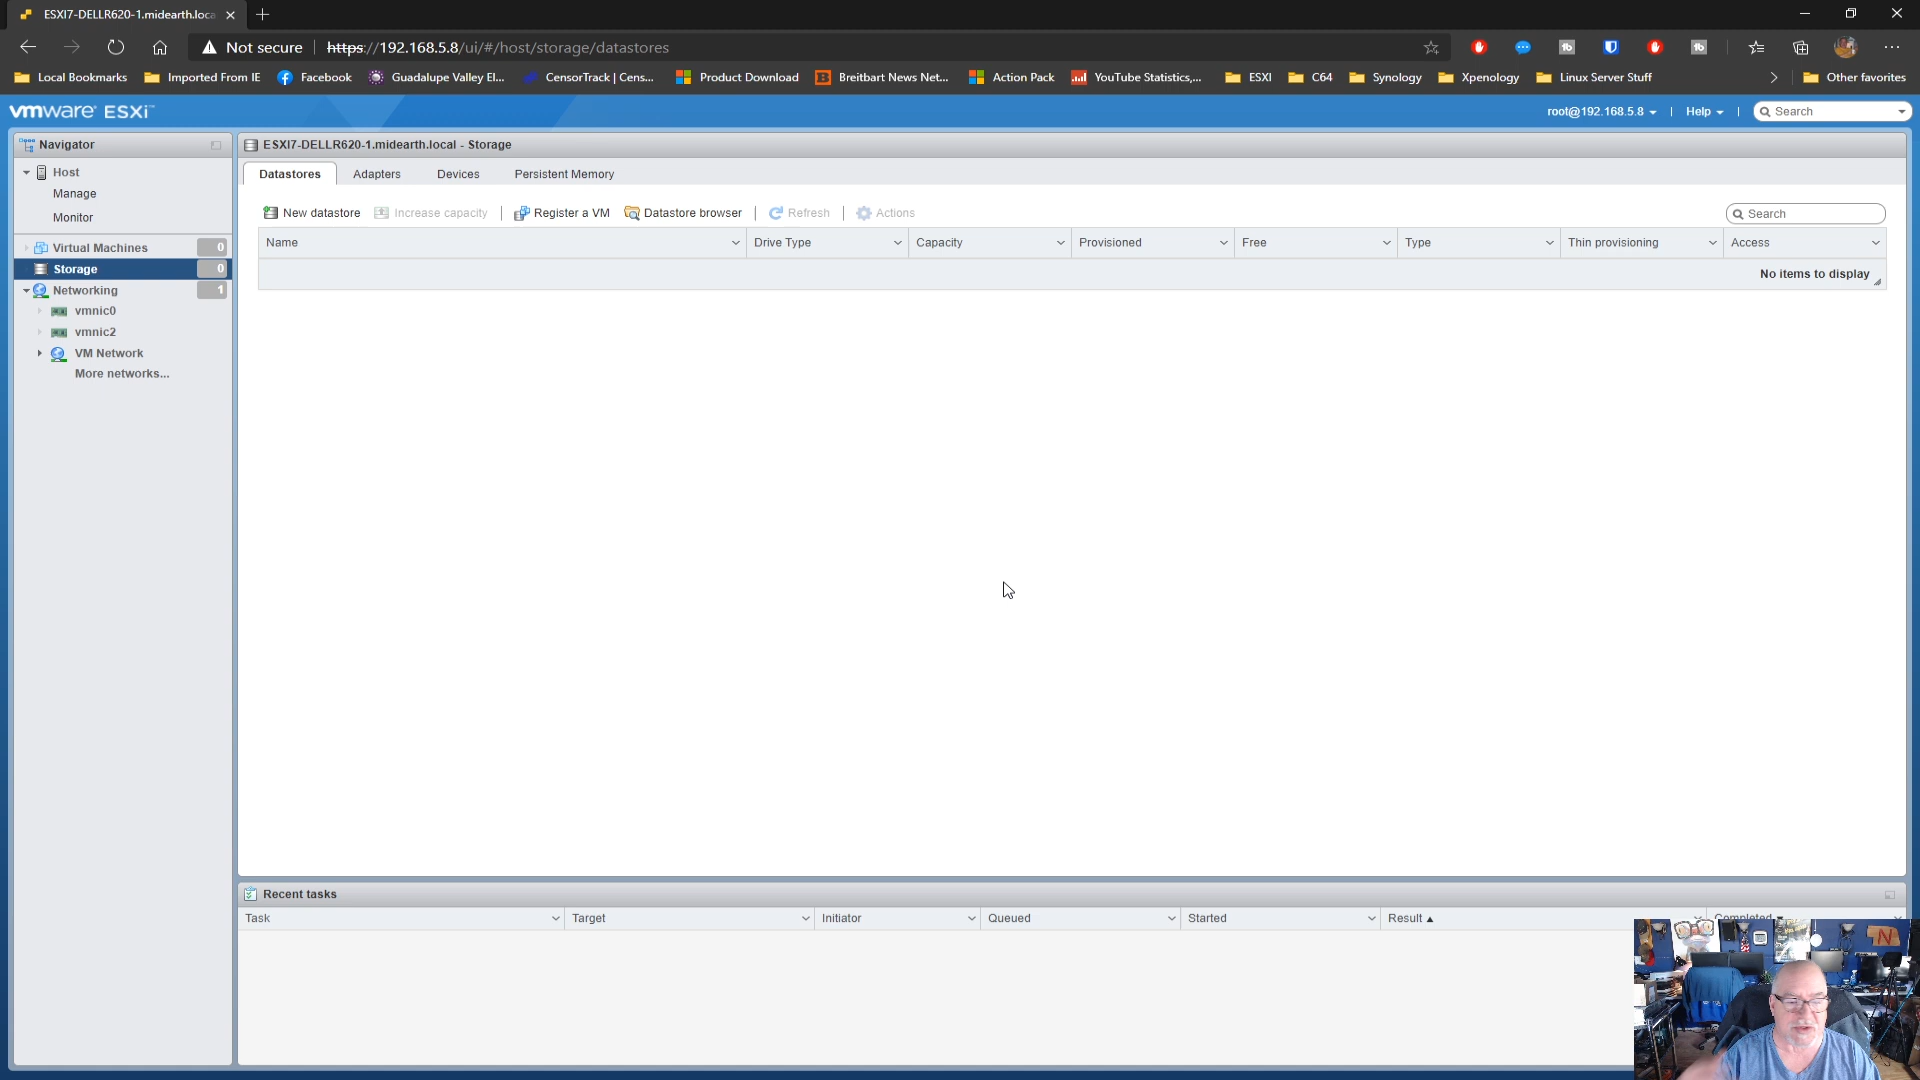 ESXI7-DELLR620-1.midearth.loca
Not secure https://192.168.5.8/ui/#/host/storage/datastores
Local Bookmarks Imported From IE Facebook Guadalupe Valley El... CensorTrack | Cens... Product Download Breitbart News Net... Action Pack YouTube Statistics,... ESXI C64 Synology Xpenology Linux Server Stuff Other favorites
vmware ESXi root@192.168.5.8 Help Search
Navigator
ESXI7-DELLR620-1.midearth.local - Storage
Host
Manage
Monitor
Virtual Machines 0
Storage 0
Networking 1
vmnic0
vmnic2
VM Network
More networks...
Datastores Adapters Devices Persistent Memory
New datastore Increase capacity Register a VM Datastore browser Refresh Actions Search
Name Drive Type Capacity Provisioned Free Type Thin provisioning Access
No items to display
Recent tasks
Task Target Initiator Queued Started Result Completed
N